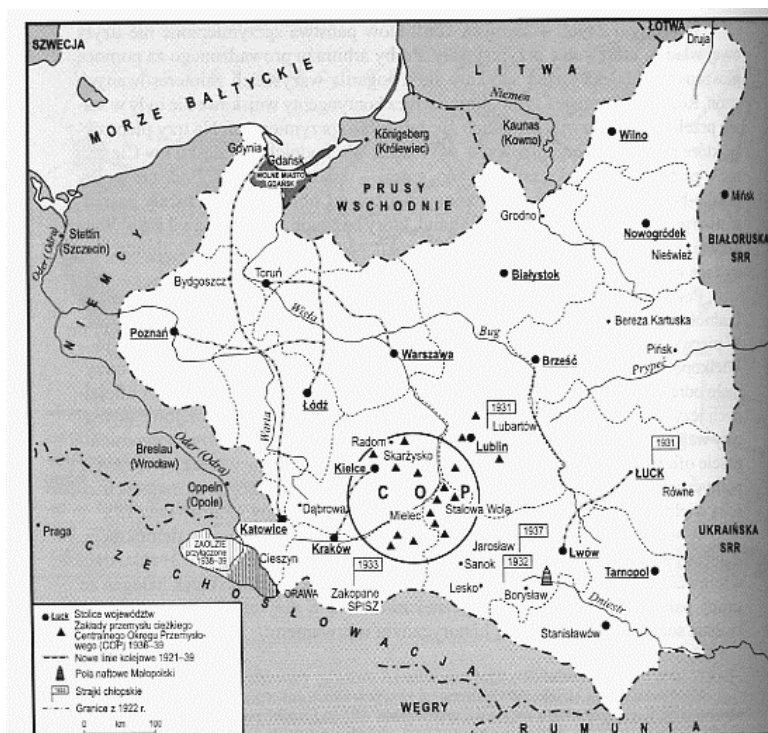 SZWECJA
MORZE BAŁTYCKIE
LITWA
ŁOTWA
Druja
Niemen
Kaunas
(Kowno)
Wilno
Königsberg
(Królewiec)
Gdynia
Gdańsk
WOLNE MIASTO
GDAŃSK
PRUSY
WSCHODNIE
Mińsk
Grodno
Nowogródek
Nieśwież
BIAŁORUSKA
SRR
Stettin
(Szczecin)
Oder (Odra)
NIEMCY
Bydgoszcz
Toruń
Białystok
Wisła
Bug
Bereza Kartuska
Pińsk
Prypeć
Poznań
Warszawa
Brześć
Łódź
Warta
1931
Lubartów
Lublin
Radom
Skarżysko
Kielce
1931
ŁUCK
Równe
Breslau
(Wrocław)
Oder (Odra)
Oppeln
(Opole)
C O P
Mielec
Stalowa Wola
Dąbrowa
Katowice
Kraków
Praga
CZECHOSŁOWACJA
ZAOLZIE
przyłączone
1938–39
Cieszyn
ORAWA
1933
Zakopane
SPISZ
Jarosław
1937
1932
Sanok
Lesko
Lwów
Tarnopol
Borysław
Dniestr
Stanisławów
UKRAIŃSKA
SRR
WĘGRY
RUMUNIA
Łuck Stolice województw
Zakłady przemysłu ciężkiego
Centralnego Okręgu Przemysło-
wego (COP) 1936–39
Nowe linie kolejowe 1921–39
Pola naftowe Małopolski
Strajki chłopskie
Granice z 1922 r.
0 km 100